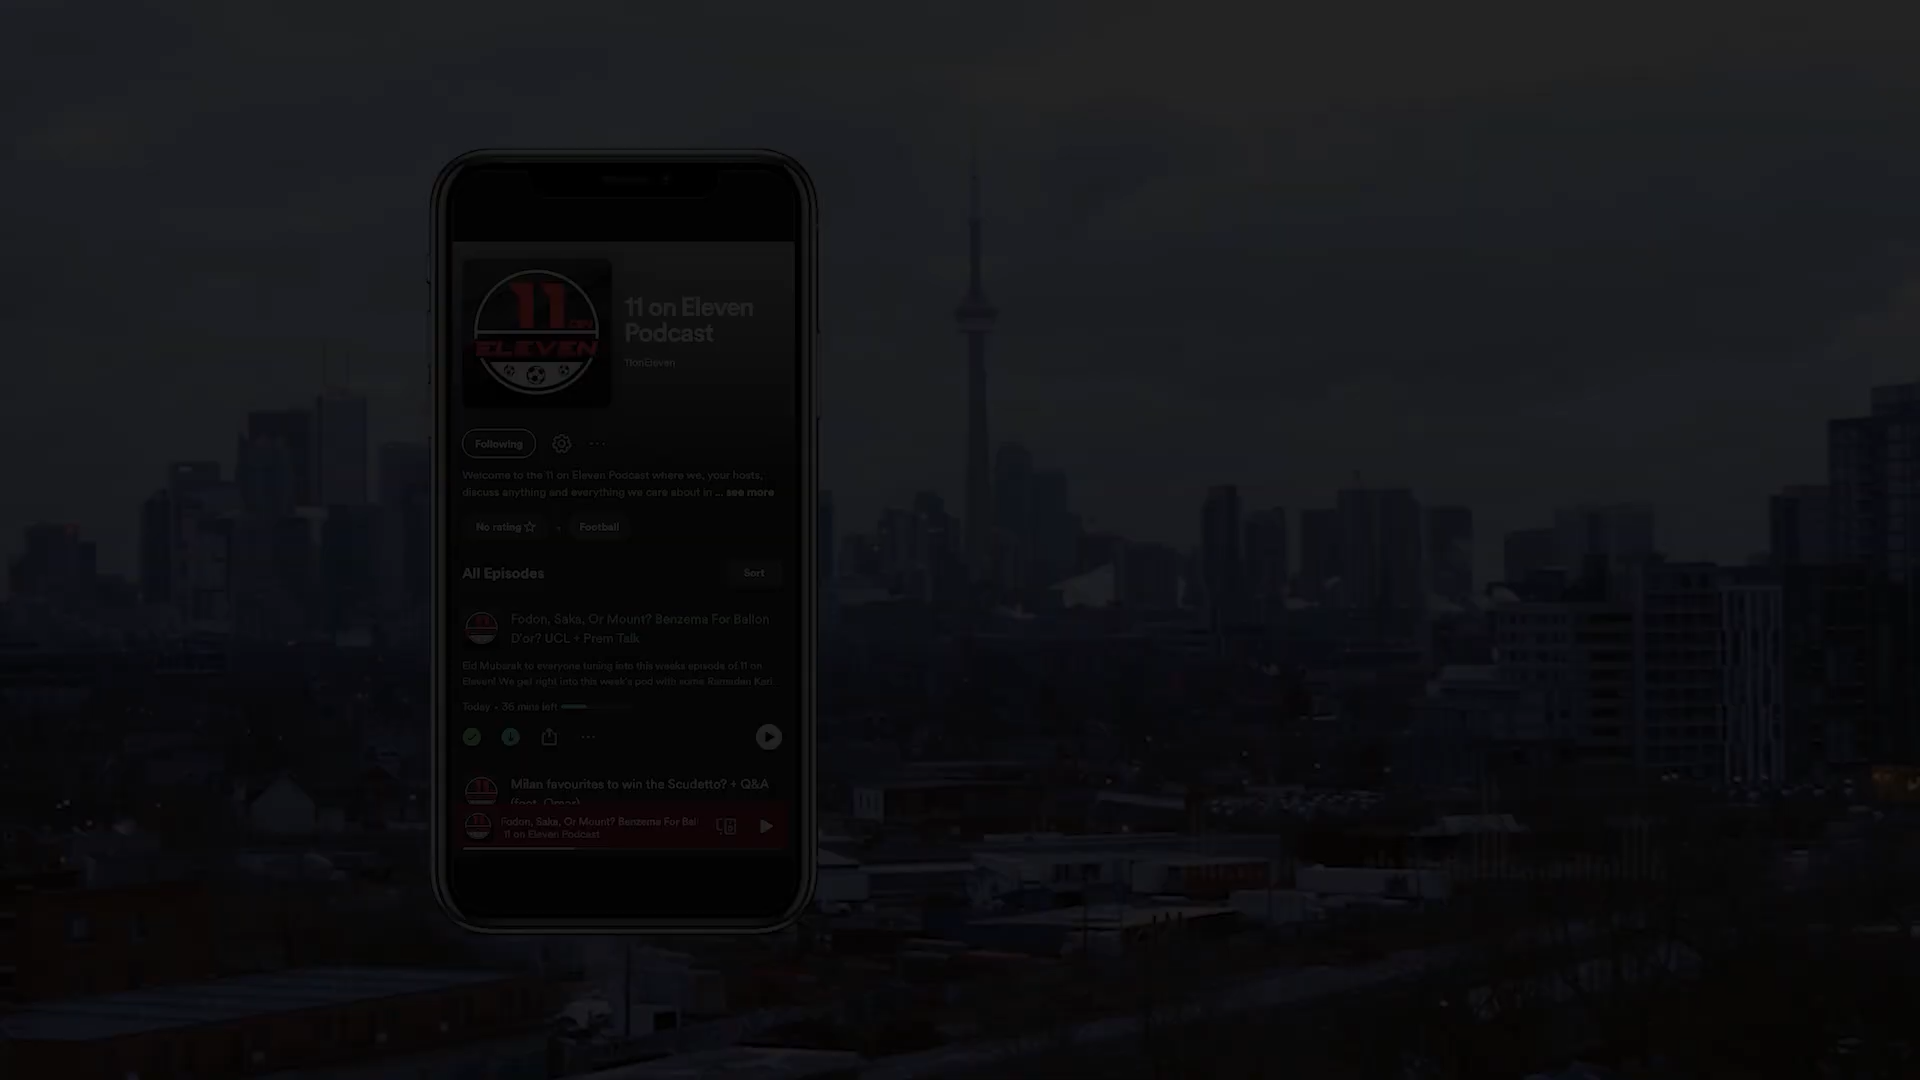 11
ELEVEN
11 on Eleven
Podcast
11onEleven
Following
Welcome to the 11 on Eleven Podcast where we, your hosts,
discuss anything and everything we care about in ... see more
No rating
Football
All Episodes
Sort
Fodon, Saka, Or Mount? Benzema For Ballon
D'or? UCL + Prem Talk
Eid Mubarak to everyone tuning into this weeks episode of 11 on
Eleven! We get right into this week's pod with some Ramadan Kari...
Today • 36 mins left
Milan favourites to win the Scudetto? + Q&A
(feat. Omar)
Fodon, Saka, Or Mount? Benzema For Bal
11 on Eleven Podcast